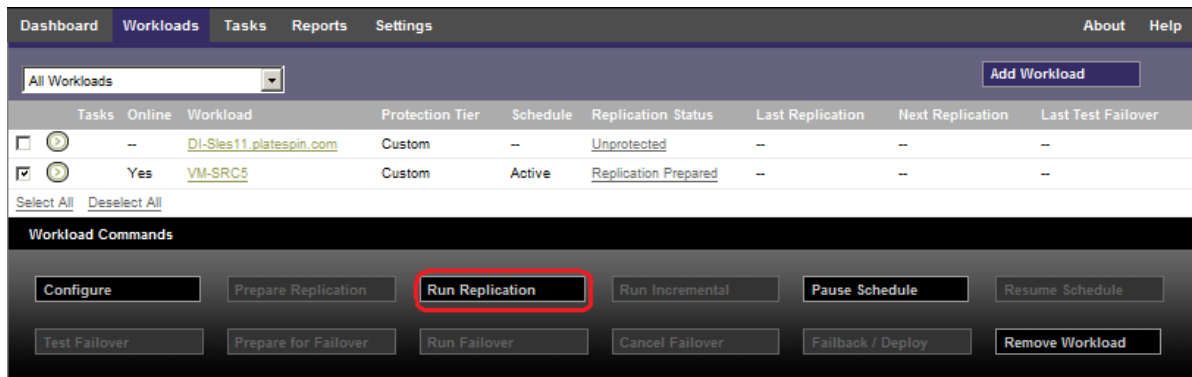 Dashboard Workloads Tasks Reports Settings About Help
All Workloads Add Workload
Tasks Online Workload Protection Tier Schedule Replication Status Last Replication Next Replication Last Test Failover
-- DI-Sles11.platespin.com Custom -- Unprotected -- -- --
Yes VM-SRC5 Custom Active Replication Prepared -- -- --
Select All Deselect All
Workload Commands
Configure Prepare Replication Run Replication Run Incremental Pause Schedule Resume Schedule
Test Failover Prepare for Failover Run Failover Cancel Failover Failback / Deploy Remove Workload